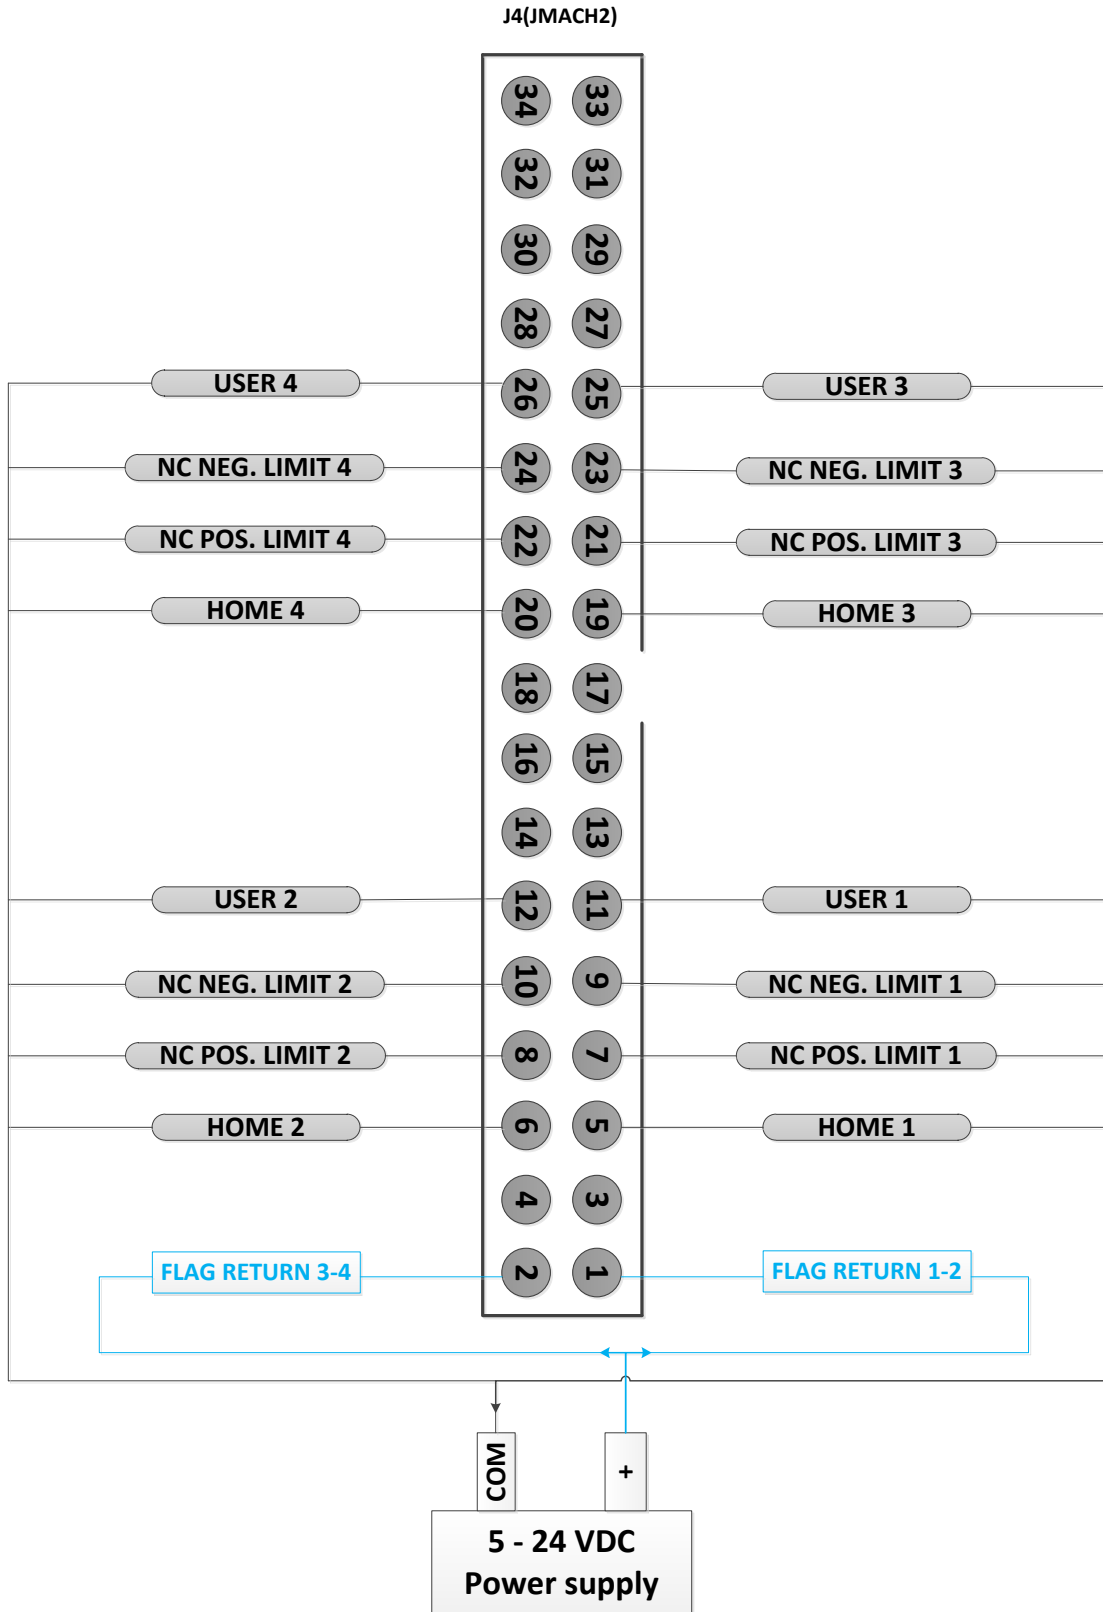 J4(JMACH2)
34 33
32 31
30 29
28 27
USER 4 26 25 USER 3
NC NEG. LIMIT 4 24 23 NC NEG. LIMIT 3
NC POS. LIMIT 4 22 21 NC POS. LIMIT 3
HOME 4 20 19 HOME 3
18 17
16 15
14 13
USER 2 12 11 USER 1
NC NEG. LIMIT 2 10 9 NC NEG. LIMIT 1
NC POS. LIMIT 2 8 7 NC POS. LIMIT 1
HOME 2 6 5 HOME 1
4 3
FLAG RETURN 3-4 2 1 FLAG RETURN 1-2
COM +
5 - 24 VDC
Power supply